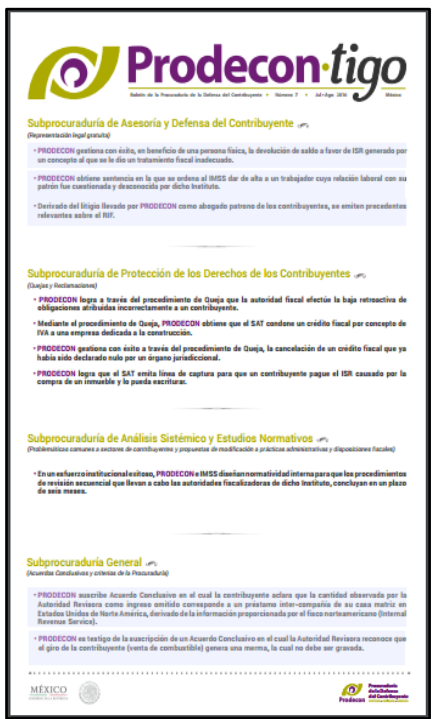 Prodecon·tigo
Boletín de la Procuraduría de la Defensa del Contribuyente • Número 7 • Jul-Ago 2016 México
Subprocuraduría de Asesoría y Defensa del Contribuyente
(Representación legal gratuita)
• PRODECON gestiona con éxito, en beneficio de una persona física, la devolución de saldo a favor de ISR generado por
un concepto al que se le dio un tratamiento fiscal inadecuado.
• PRODECON obtiene sentencia en la que se ordena al IMSS dar de alta a un trabajador cuya relación laboral con su
patrón fue cuestionada y desconocida por dicho Instituto.
• Derivado del litigio llevado por PRODECON como abogado patrono de los contribuyentes, se emiten precedentes
relevantes sobre el RIF.
Subprocuraduría de Protección de los Derechos de los Contribuyentes
(Quejas y Reclamaciones)
• PRODECON logra a través del procedimiento de Queja que la autoridad fiscal efectúe la baja retroactiva de
obligaciones atribuidas incorrectamente a un contribuyente.
• Mediante el procedimiento de Queja, PRODECON obtiene que el SAT condone un crédito fiscal por concepto de
IVA a una empresa dedicada a la construcción.
• PRODECON gestiona con éxito a través del procedimiento de Queja, la cancelación de un crédito fiscal que ya
había sido declarado nulo por un órgano jurisdiccional.
• PRODECON logra que el SAT emita línea de captura para que un contribuyente pague el ISR causado por la
compra de un inmueble y lo pueda escriturar.
Subprocuraduría de Análisis Sistémico y Estudios Normativos
(Problemáticas comunes a sectores de contribuyentes y propuestas de modificación a prácticas administrativas y disposiciones fiscales)
• En un esfuerzo institucional exitoso, PRODECON e IMSS diseñan normatividad interna para que los procedimientos
de revisión secuencial que llevan a cabo las autoridades fiscalizadoras de dicho Instituto, concluyan en un plazo
de seis meses.
Subprocuraduría General
(Acuerdos Conclusivos y criterios de la Procuraduría)
• PRODECON suscribe Acuerdo Conclusivo en el cual la contribuyente aclara que la cantidad observada por la
Autoridad Revisora como ingreso omitido corresponde a un préstamo inter-compañía de su casa matriz en
Estados Unidos de Norte América, derivado de la información proporcionada por el fisco norteamericano (Internal
Revenue Service).
• PRODECON es testigo de la suscripción de un Acuerdo Conclusivo en el cual la Autoridad Revisora reconoce que
el giro de la contribuyente (venta de combustible) genera una merma, la cual no debe ser gravada.
MÉXICO
Prodecon
Procuraduría
de la Defensa
del Contribuyente